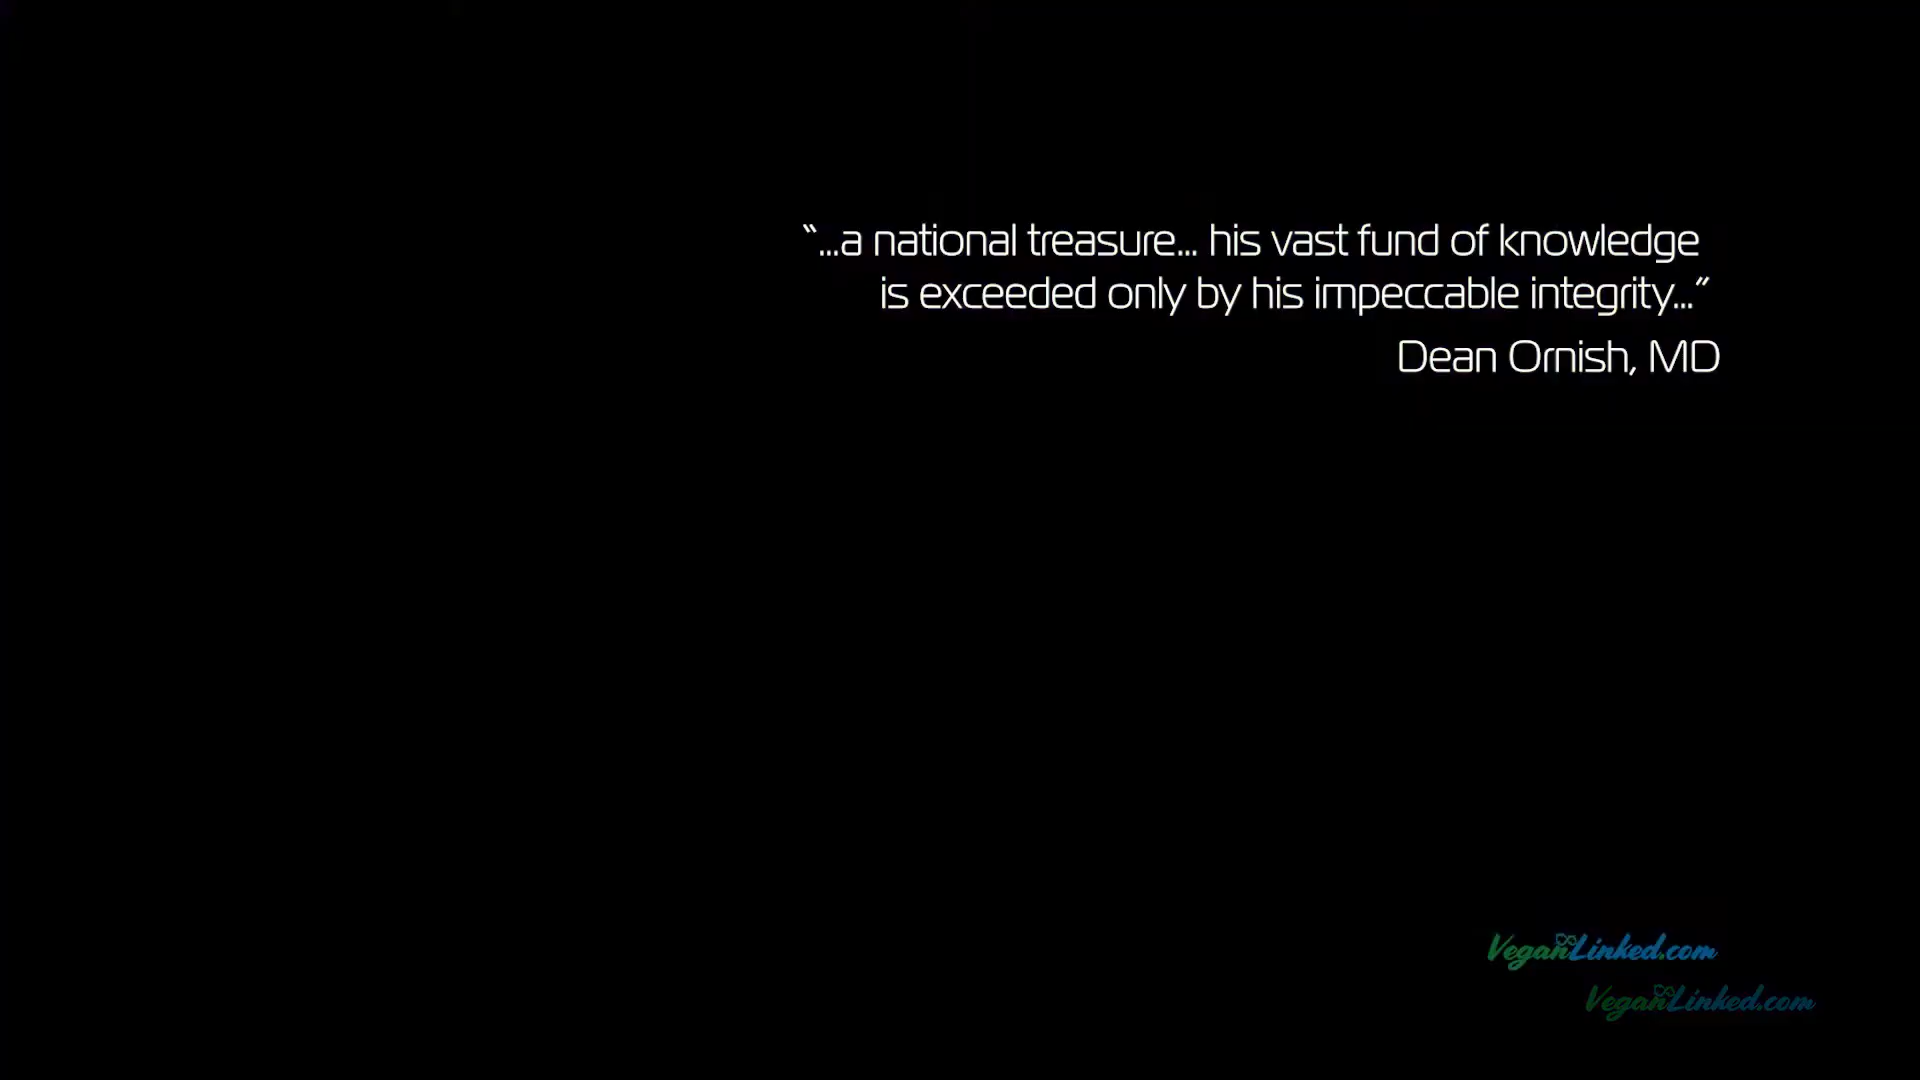 “...a national treasure... his vast fund of knowledge
is exceeded only by his impeccable integrity...”
Dean Ornish, MD
VeganLinked.com
VeganLinked.com